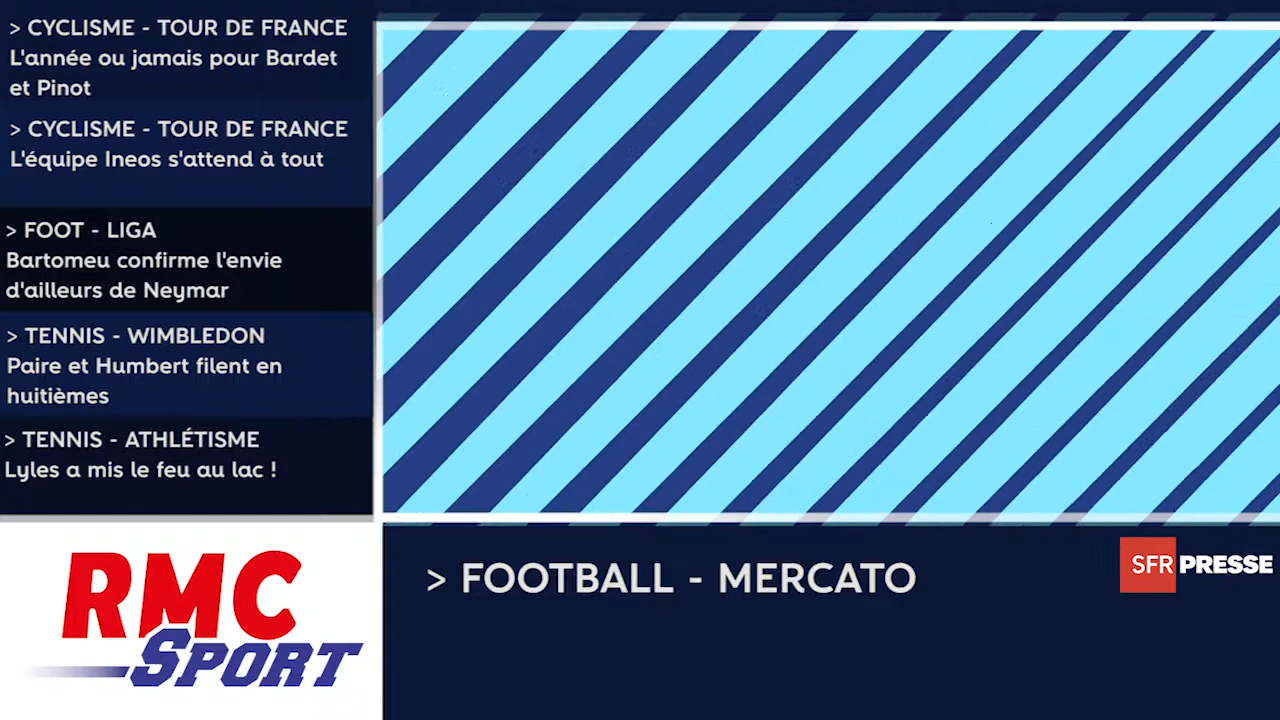 > CYCLISME - TOUR DE FRANCE
L'année ou jamais pour Bardet
et Pinot
> CYCLISME - TOUR DE FRANCE
L'équipe Ineos s'attend à tout
> FOOT - LIGA
Bartomeu confirme l'envie
d'ailleurs de Neymar
> TENNIS - WIMBLEDON
Paire et Humbert filent en
huitièmes
> TENNIS - ATHLÉTISME
Lyles a mis le feu au lac !
RMC
SPORT
> FOOTBALL - MERCATO
SFR PRESSE